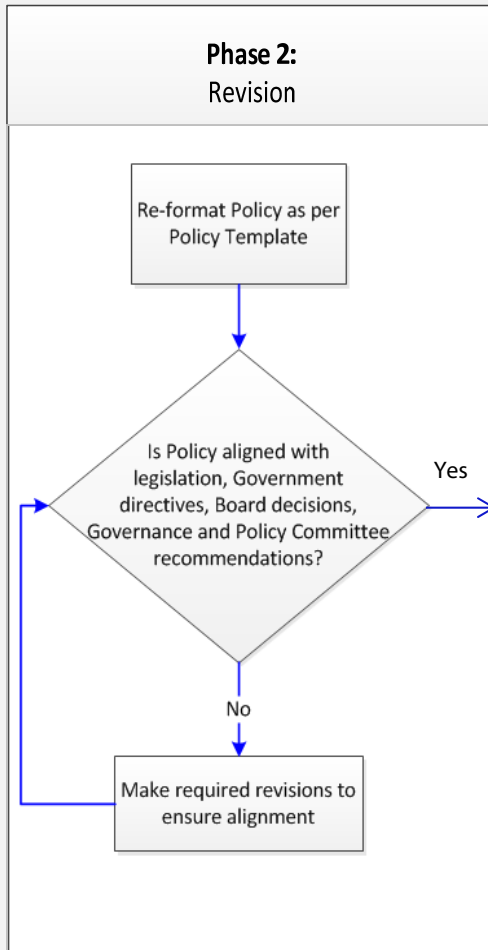 Phase 2:
Revision
Re-format Policy as per
Policy Template
Is Policy aligned with
legislation, Government
directives, Board decisions,
Governance and Policy Committee
recommendations?
Yes
No
Make required revisions to
ensure alignment